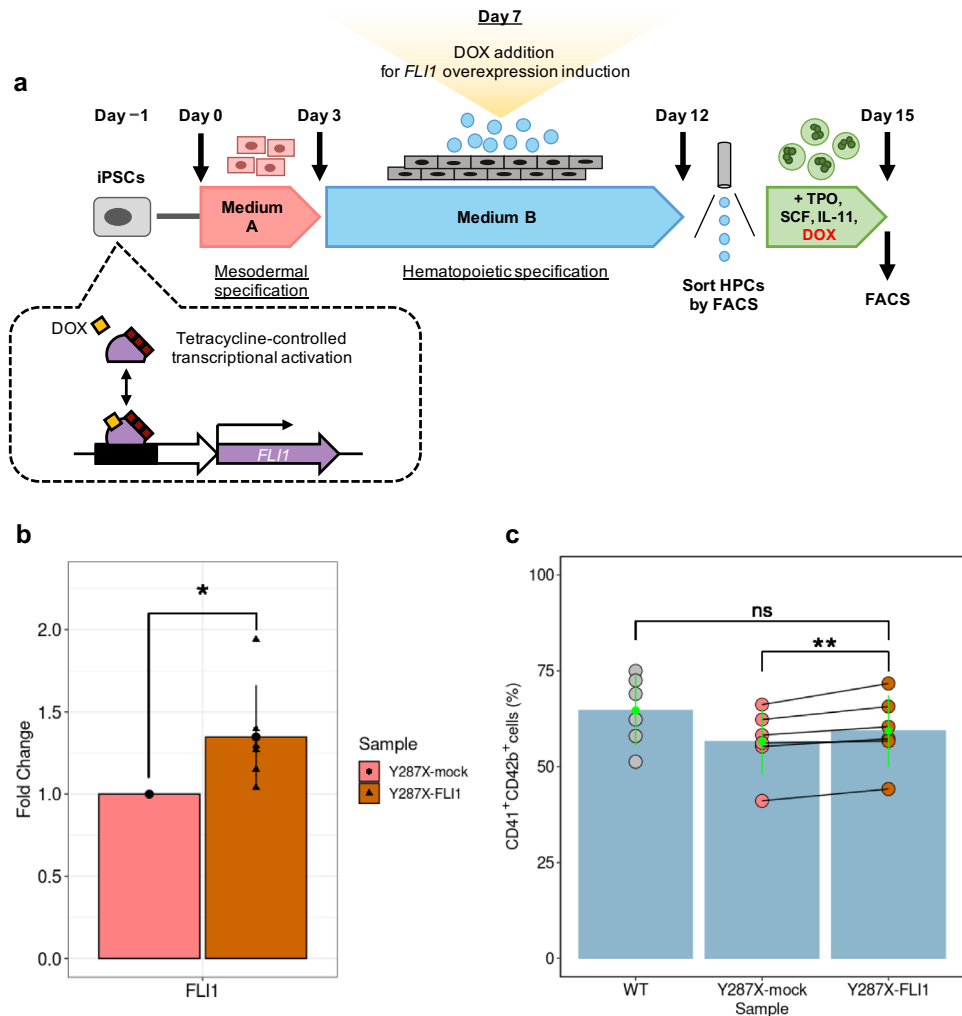 Day 7
DOX addition
for FLI1 overexpression induction
a
Day −1
Day 0
Day 3
Day 12
Day 15
iPSCs
Medium
A
Medium B
+ TPO,
SCF, IL-11,
DOX
Mesodermal
specification
Hematopoietic specification
Sort HPCs
by FACS
FACS
DOX
Tetracycline-controlled
transcriptional activation
FLI1
b
*
2.0
1.5
1.0
0.5
0.0
Fold Change
FLI1
Sample
Y287X-mock
Y287X-FLI1
c
100
75
50
25
0
CD41+CD42b+cells (%)
ns
**
WT
Y287X-mock
Y287X-FLI1
Sample